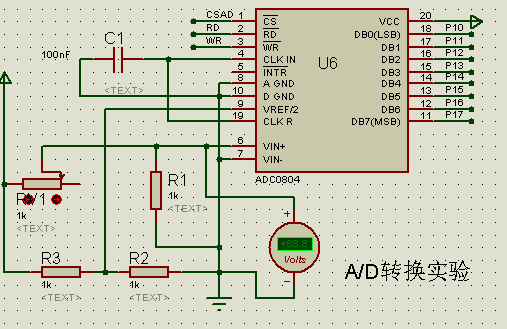 C1
100nF
<TEXT>
CSAD
RD
WR
1 CS
2 RD
3 WR
4 CLK IN
5 INTR
8 A GND
10 D GND
9 VREF/2
19 CLK R
6 VIN+
7 VIN-
U6
VCC 20
DB0(LSB) 18 P10
DB1 17 P11
DB2 16 P12
DB3 15 P13
DB4 14 P14
DB5 13 P15
DB6 12 P16
DB7(MSB) 11 P17
ADC0804
RV1
1k
<TEXT>
R1
1k
<TEXT>
R3
1k
<TEXT>
R2
1k
<TEXT>
+
+88.8
Volts
−
A/D转换实验